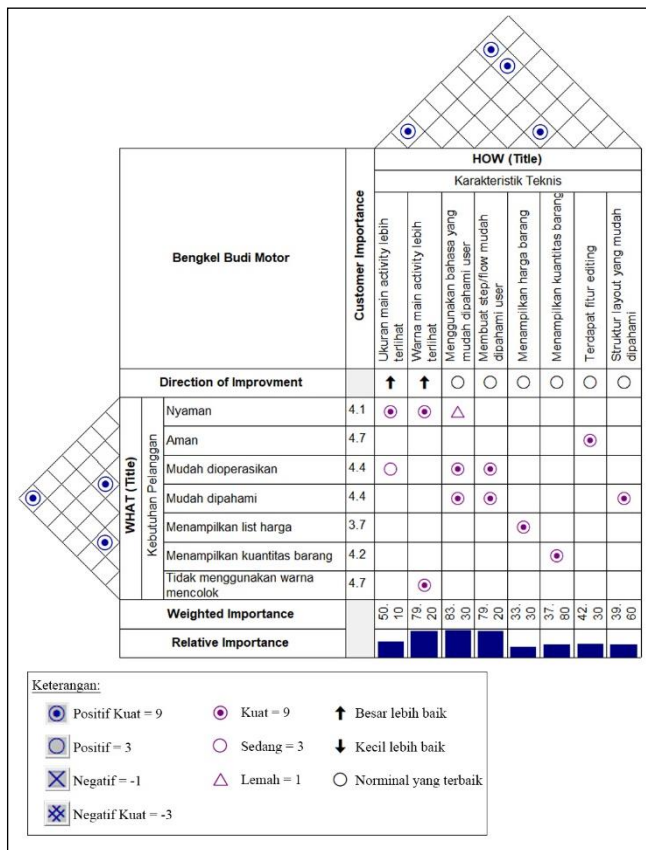 HOW (Title)
Karakteristik Teknis
Bengkel Budi Motor
Customer Importance
Ukuran main activity lebih
terlihat
Warna main activity lebih
terlihat
Menggunakan bahasa yang
mudah dipahami user
Membuat step/flow mudah
dipahami user
Menampilkan harga barang
Menampilkan kuantitas barang
Terdapat fitur editing
Struktur layout yang mudah
dipahami
Direction of Improvment
WHAT (Title)
Kebutuhan Pelanggan
Nyaman 4.1
Aman 4.7
Mudah dioperasikan 4.4
Mudah dipahami 4.4
Menampilkan list harga 3.7
Menampilkan kuantitas barang 4.2
Tidak menggunakan warna
mencolok 4.7
Weighted Importance 50. 79. 83. 79. 33. 37. 42. 39.
10 20 30 20 30 80 30 60
Relative Importance
Keterangan:
Positif Kuat = 9 Kuat = 9 Besar lebih baik
Positif = 3 Sedang = 3 Kecil lebih baik
Negatif = -1 Lemah = 1 Norminal yang terbaik
Negatif Kuat = -3